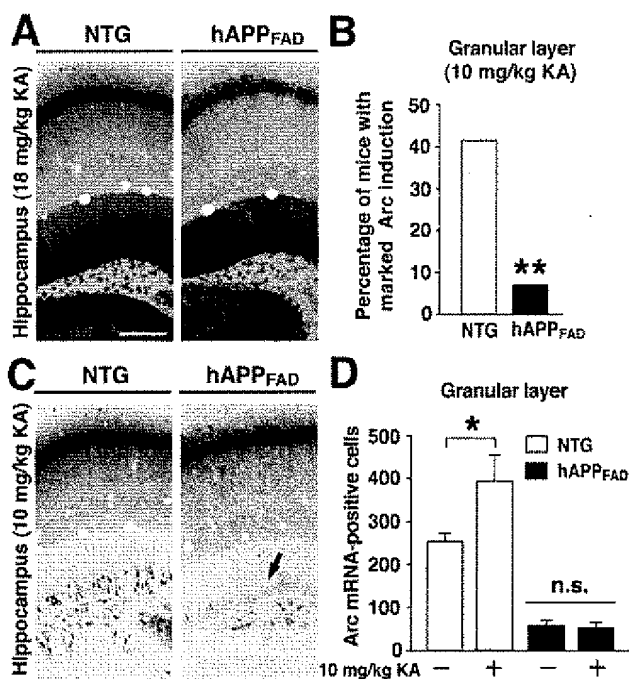 A
NTG
hAPPFAD
Hippocampus (18 mg/kg KA)
B
Granular layer
(10 mg/kg KA)
Percentage of mice with
marked Arc induction
50
40
30
20
10
0
**
NTG
hAPPFAD
C
NTG
hAPPFAD
Hippocampus (10 mg/kg KA)
D
Granular layer
Arc mRNA-positive cells
500
400
300
200
100
0
*
NTG
hAPPFAD
n.s.
10 mg/kg KA − + − +